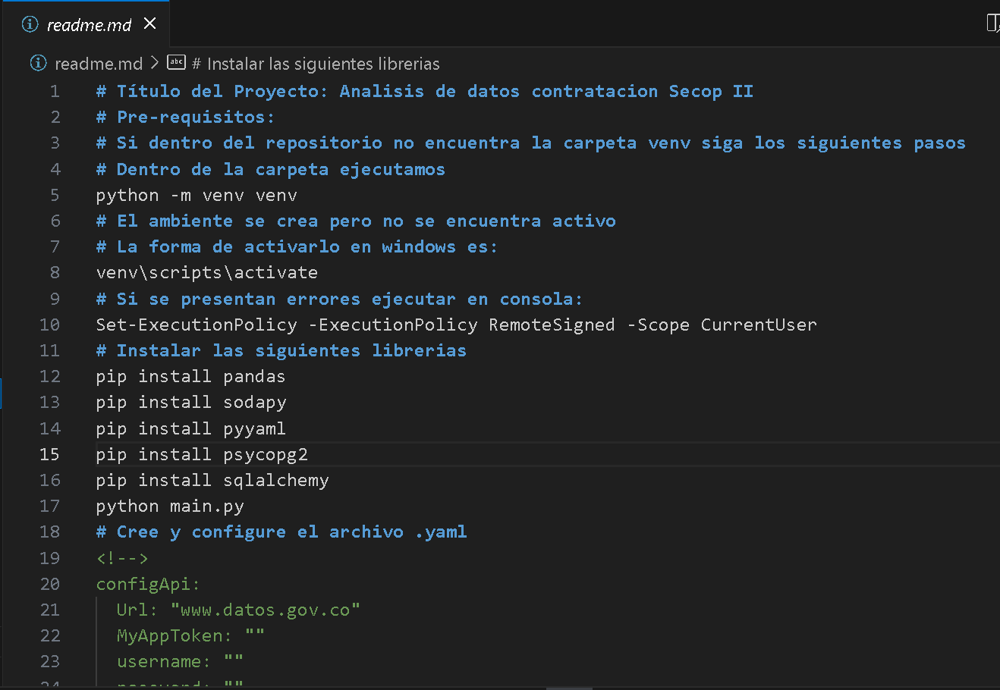 readme.md
readme.md > # Instalar las siguientes librerias
1 # Título del Proyecto: Analisis de datos contratacion Secop II
2 # Pre-requisitos:
3 # Si dentro del repositorio no encuentra la carpeta venv siga los siguientes pasos
4 # Dentro de la carpeta ejecutamos
5 python -m venv venv
6 # El ambiente se crea pero no se encuentra activo
7 # La forma de activarlo en windows es:
8 venv\scripts\activate
9 # Si se presentan errores ejecutar en consola:
10 Set-ExecutionPolicy -ExecutionPolicy RemoteSigned -Scope CurrentUser
11 # Instalar las siguientes librerias
12 pip install pandas
13 pip install sodapy
14 pip install pyyaml
15 pip install psycopg2
16 pip install sqlalchemy
17 python main.py
18 # Cree y configure el archivo .yaml
19 <!-->
20 configApi:
21 Url: "www.datos.gov.co"
22 MyAppToken: ""
23 username: ""
24 password: ""